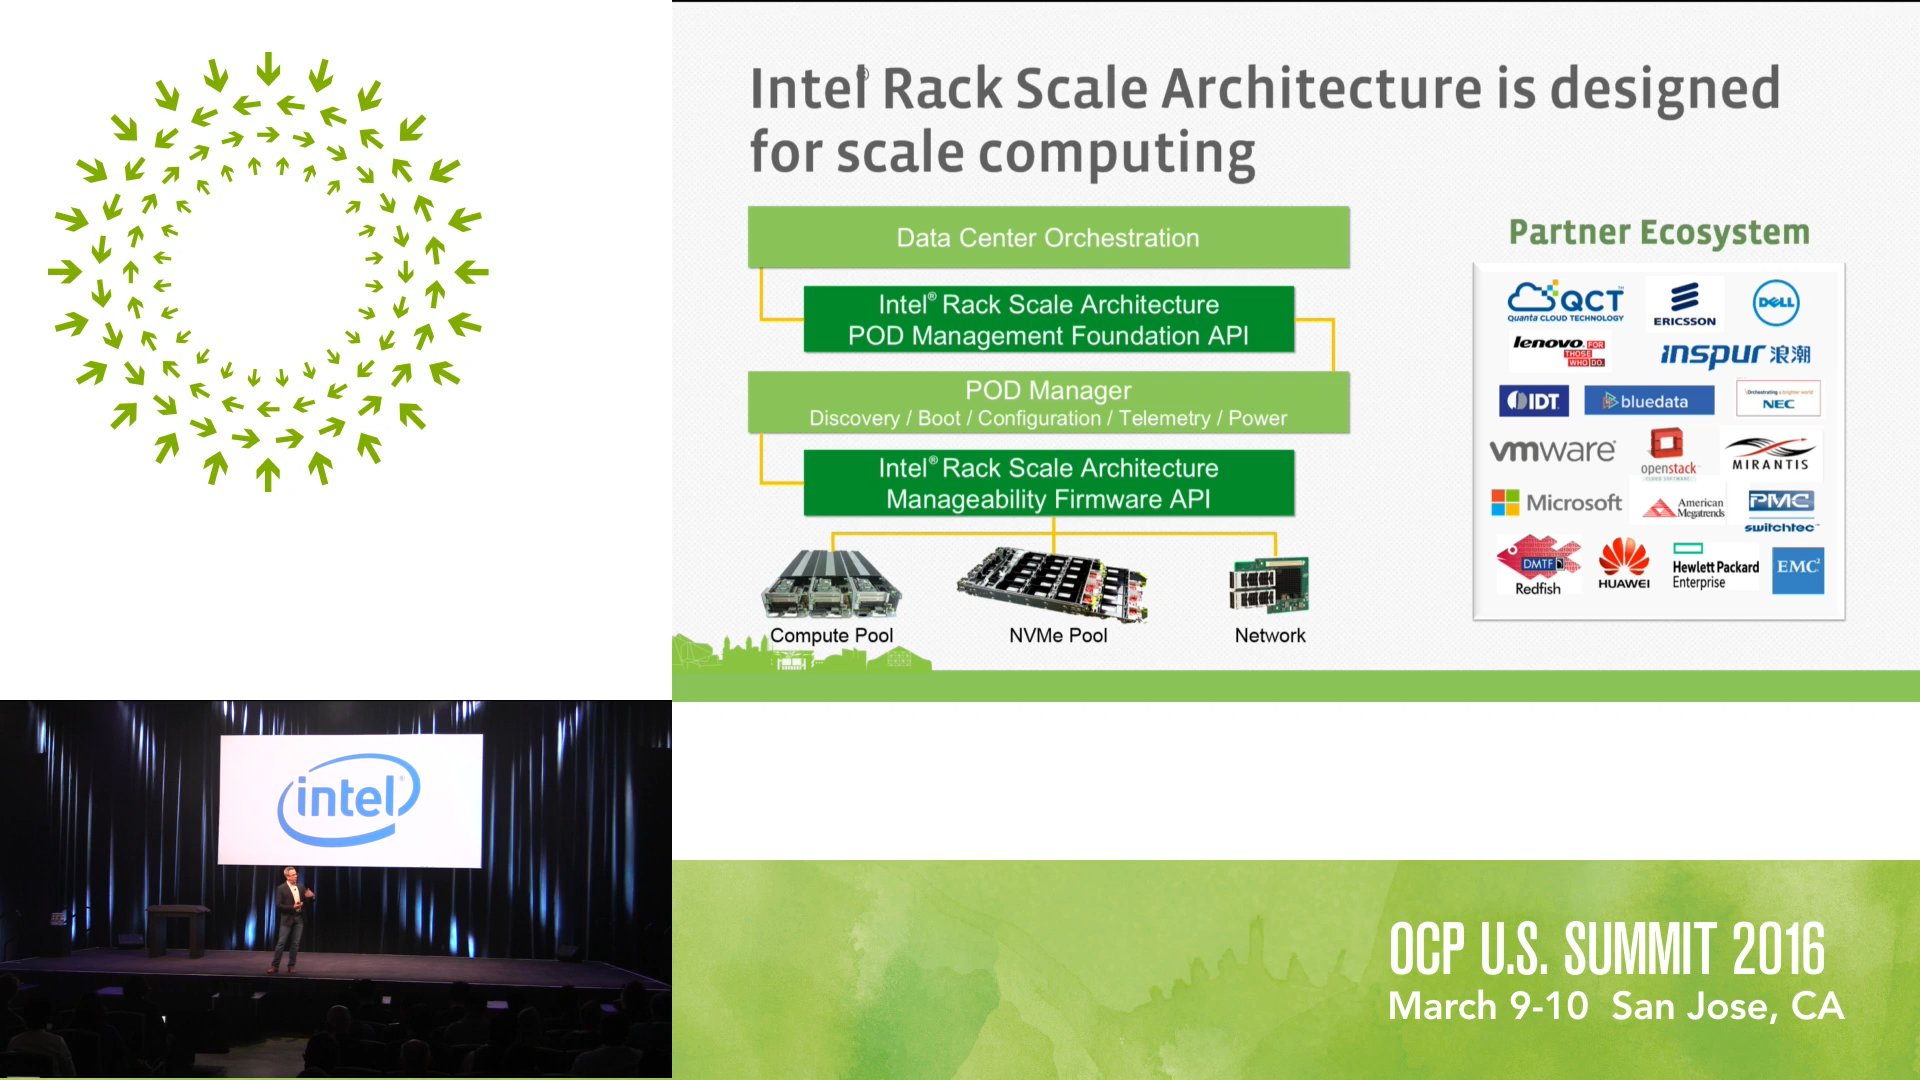 Intel® Rack Scale Architecture is designed
for scale computing
Data Center Orchestration
Intel® Rack Scale Architecture
POD Management Foundation API
POD Manager
Discovery / Boot / Configuration / Telemetry / Power
Intel® Rack Scale Architecture
Manageability Firmware API
Compute Pool
NVMe Pool
Network
Partner Ecosystem
QCT
Quanta CLOUD TECHNOLOGY
ERICSSON
DELL
lenovo. FOR
THOSE
WHO DO.
inspur 浪潮
IDT
bluedata
Orchestrating a brighter world
NEC
vmware®
openstack
CLOUD SOFTWARE
MIRANTIS
Microsoft
American
Megatrends
PMC
switchtec™
DMTF
Redfish
HUAWEI
Hewlett Packard
Enterprise
EMC²
intel®
OCP U.S. SUMMIT 2016
March 9-10 San Jose, CA